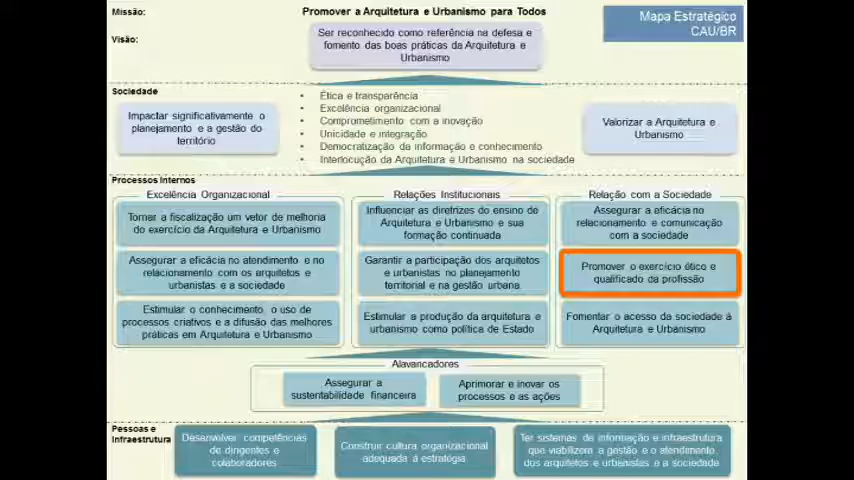 Missão:
Promover a Arquitetura e Urbanismo para Todos
Mapa Estratégico
CAU/BR
Visão:
Ser reconhecido como referência na defesa e
fomento das boas práticas da Arquitetura e
Urbanismo
Sociedade
Impactar significativamente o
planejamento e a gestão do
território
• Ética e transparência
• Excelência organizacional
• Comprometimento com a inovação
• Unicidade e integração
• Democratização da informação e conhecimento
• Interlocução da Arquitetura e Urbanismo na sociedade
Valorizar a Arquitetura e
Urbanismo
Processos Internos
Excelência Organizacional
Tornar a fiscalização um vetor de melhoria
do exercício da Arquitetura e Urbanismo
Assegurar a eficácia no atendimento e no
relacionamento com os arquitetos e
urbanistas e a sociedade
Estimular o conhecimento, o uso de
processos criativos e a difusão das melhores
práticas em Arquitetura e Urbanismo
Relações Institucionais
Influenciar as diretrizes do ensino de
Arquitetura e Urbanismo e sua
formação continuada
Garantir a participação dos arquitetos
e urbanistas no planejamento
territorial e na gestão urbana
Estimular a produção da arquitetura e
urbanismo como política de Estado
Relação com a Sociedade
Assegurar a eficácia no
relacionamento e comunicação
com a sociedade
Promover o exercício ético e
qualificado da profissão
Fomentar o acesso da sociedade à
Arquitetura e Urbanismo
Alavancadores
Assegurar a
sustentabilidade financeira
Aprimorar e inovar os
processos e as ações
Pessoas e
Infraestrutura
Desenvolver competências
de dirigentes e
colaboradores
Construir cultura organizacional
adequada à estratégia
Ter sistemas de informação e infraestrutura
que viabilizem a gestão e o atendimento
dos arquitetos e urbanistas e a sociedade